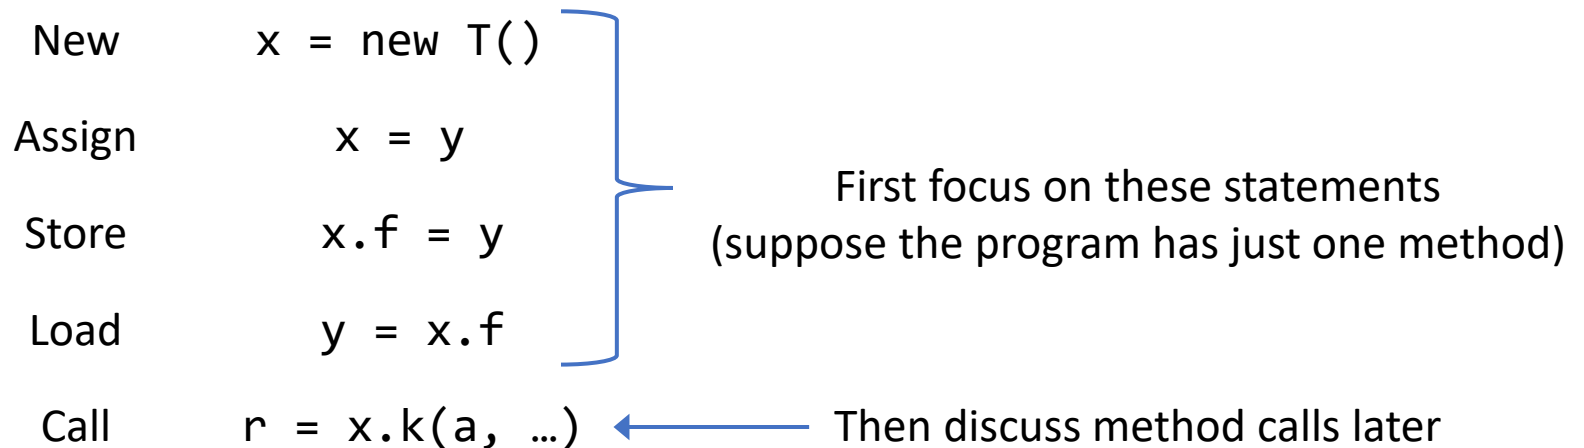 New x = new T()
Assign x = y
Store x.f = y
Load y = x.f
Call r = x.k(a, …)
First focus on these statements
(suppose the program has just one method)
Then discuss method calls later